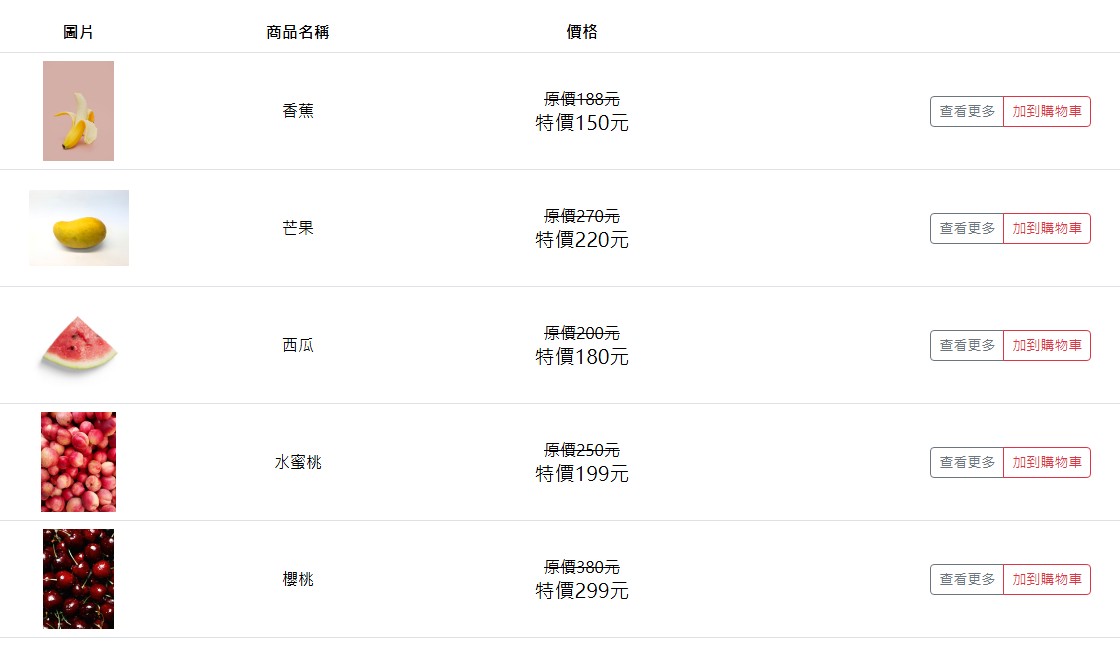 圖片 商品名稱 價格
香蕉
原價188元
特價150元
查看更多 加到購物車
芒果
原價270元
特價220元
查看更多 加到購物車
西瓜
原價200元
特價180元
查看更多 加到購物車
水蜜桃
原價250元
特價199元
查看更多 加到購物車
櫻桃
原價380元
特價299元
查看更多 加到購物車